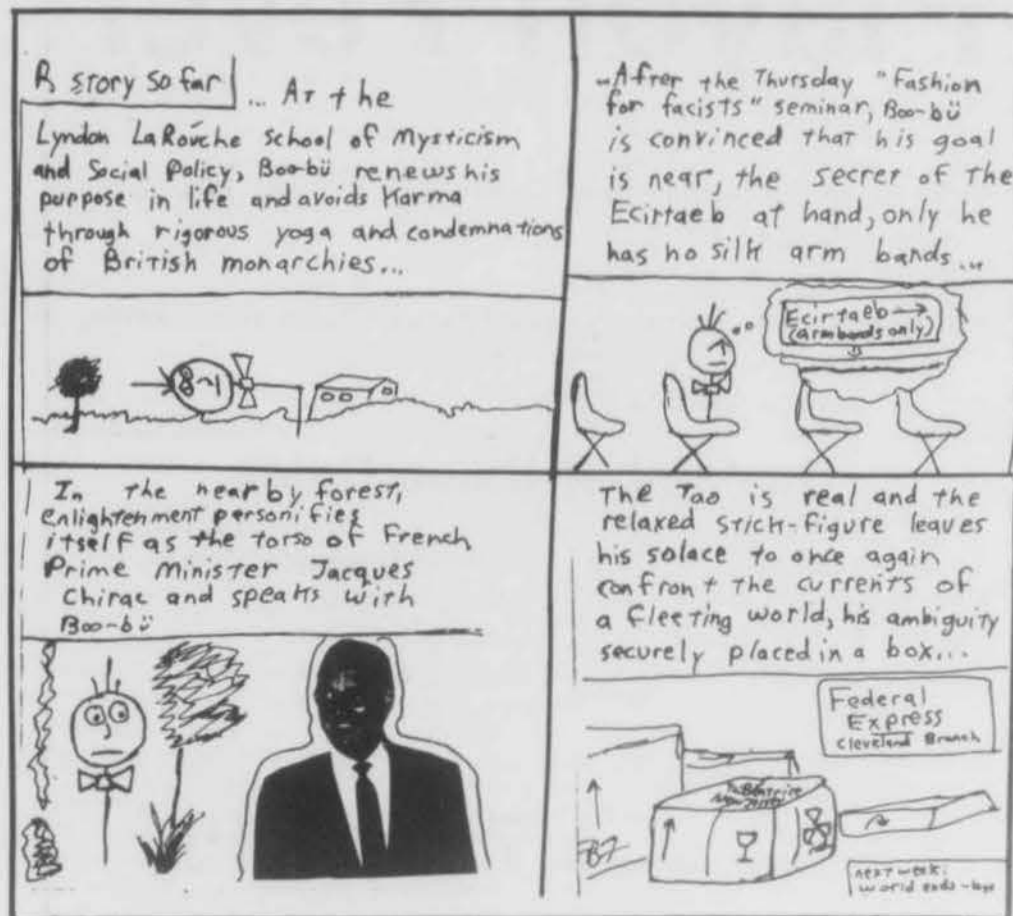 A story so far
... At the
Lyndon LaRouche School of Mysticism
and Social Policy, Boo-bü renews his
purpose in life and avoids Karma
through rigorous yoga and condemnations
of British monarchies...
...After the Thursday "Fashion
for facists" seminar, Boo-bü
is convinced that his goal
is near, the secret of the
Ecirtaeb at hand, only he
has no silk arm bands...
Ecirtaeb →
(armbands only)
In the nearby forest,
enlightenment personifies
itself as the torso of French
Prime Minister Jacques
Chirac and speaks with
Boo-bü
The Tao is real and the
relaxed stick-figure leaves
his solace to once again
confront the currents of
a fleeting world, his ambiguity
securely placed in a box...
Federal
Express
Cleveland Branch
To: Beatrice
New Jersey
next week:
world ends